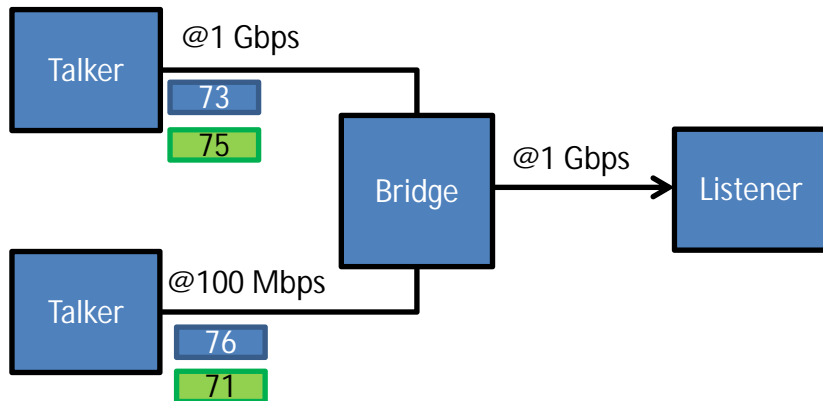 Talker
@1 Gbps
73
75
Bridge
@1 Gbps
Listener
Talker
@100 Mbps
76
71